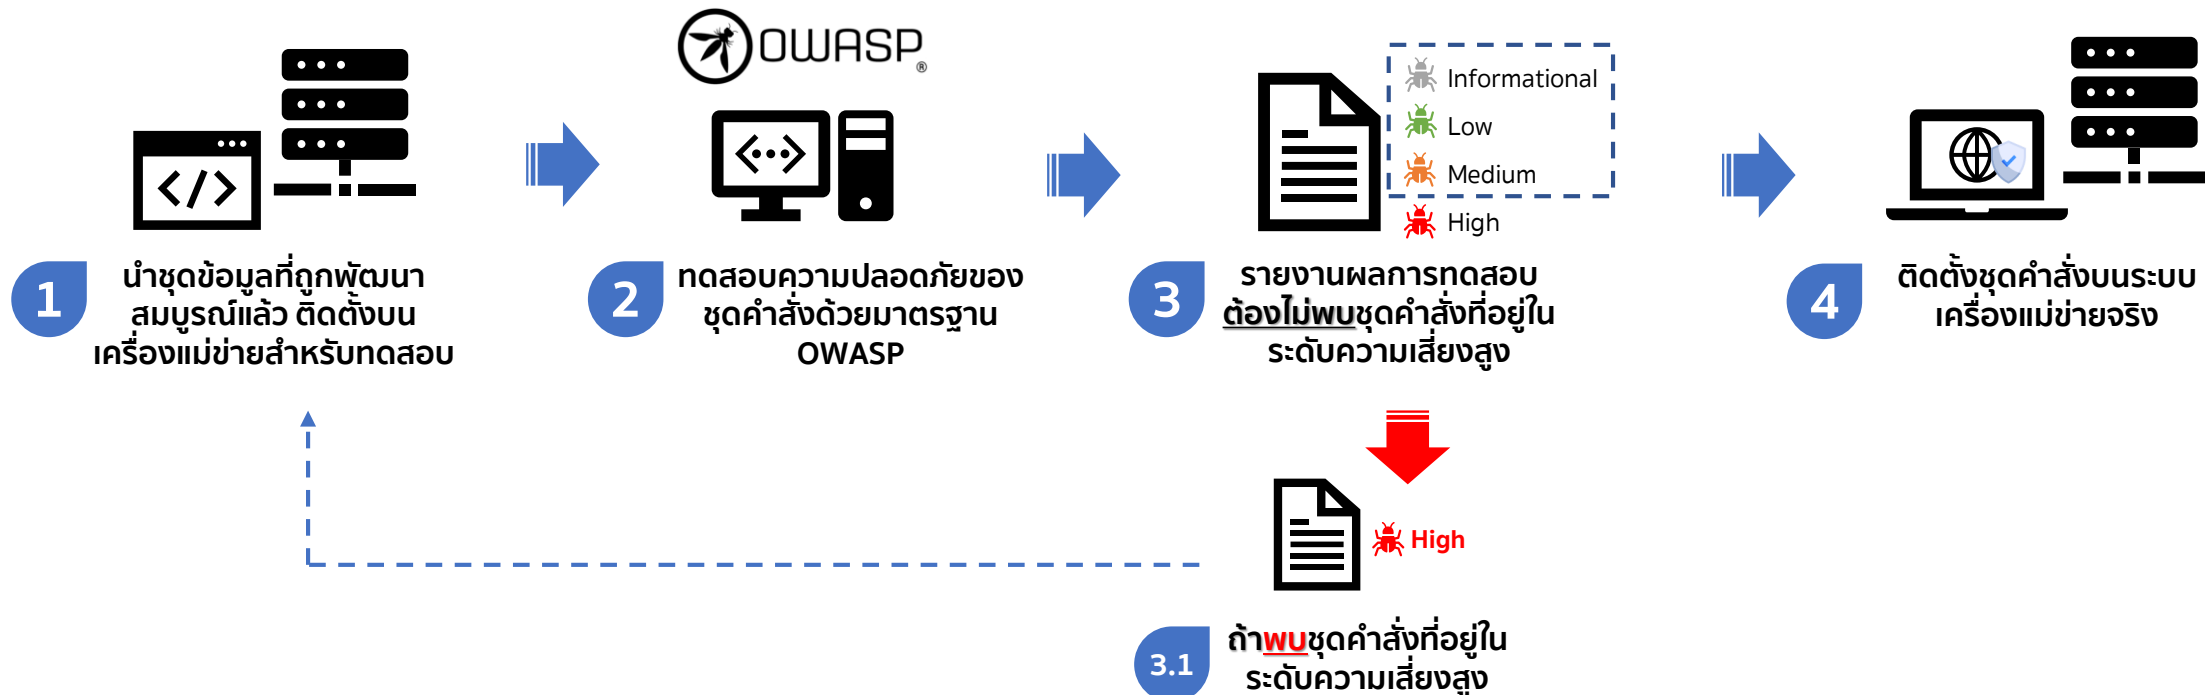 OWASP
®
Informational
Low
Medium
High
1
นำชุดข้อมูลที่ถูกพัฒนา
สมบูรณ์แล้ว ติดตั้งบน
เครื่องแม่ข่ายสำหรับทดสอบ
2
ทดสอบความปลอดภัยของ
ชุดคำสั่งด้วยมาตรฐาน
OWASP
3
รายงานผลการทดสอบ
ต้องไม่พบชุดคำสั่งที่อยู่ใน
ระดับความเสี่ยงสูง
4
ติดตั้งชุดคำสั่งบนระบบ
เครื่องแม่ข่ายจริง
High
3.1
ถ้าพบชุดคำสั่งที่อยู่ใน
ระดับความเสี่ยงสูง